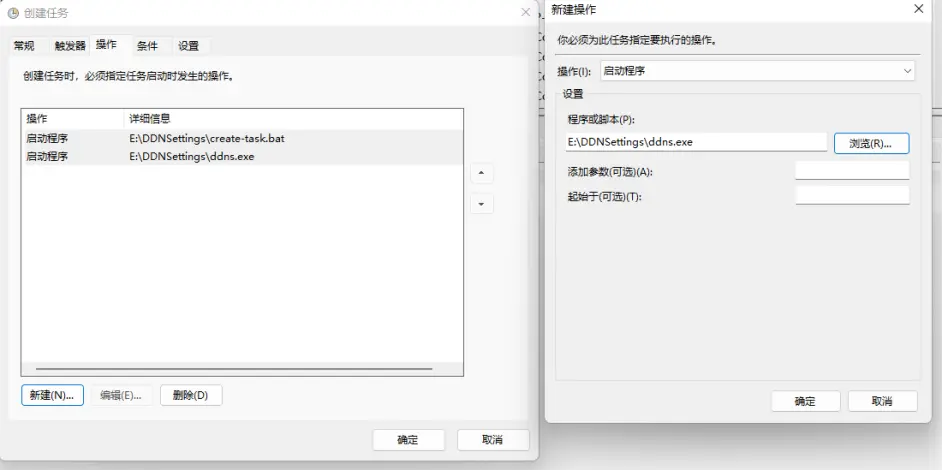 创建任务
常规 触发器 操作 条件 设置
创建任务时，必须指定任务启动时发生的操作。
操作 详细信息
启动程序 E:\DDNSettings\create-task.bat
启动程序 E:\DDNSettings\ddns.exe
新建(N)... 编辑(E)... 删除(D)
确定 取消
新建操作
你必须为此任务指定要执行的操作。
操作(I): 启动程序
设置
程序或脚本(P):
E:\DDNSettings\ddns.exe 浏览(R)...
添加参数(可选)(A):
起始于(可选)(T):
确定 取消